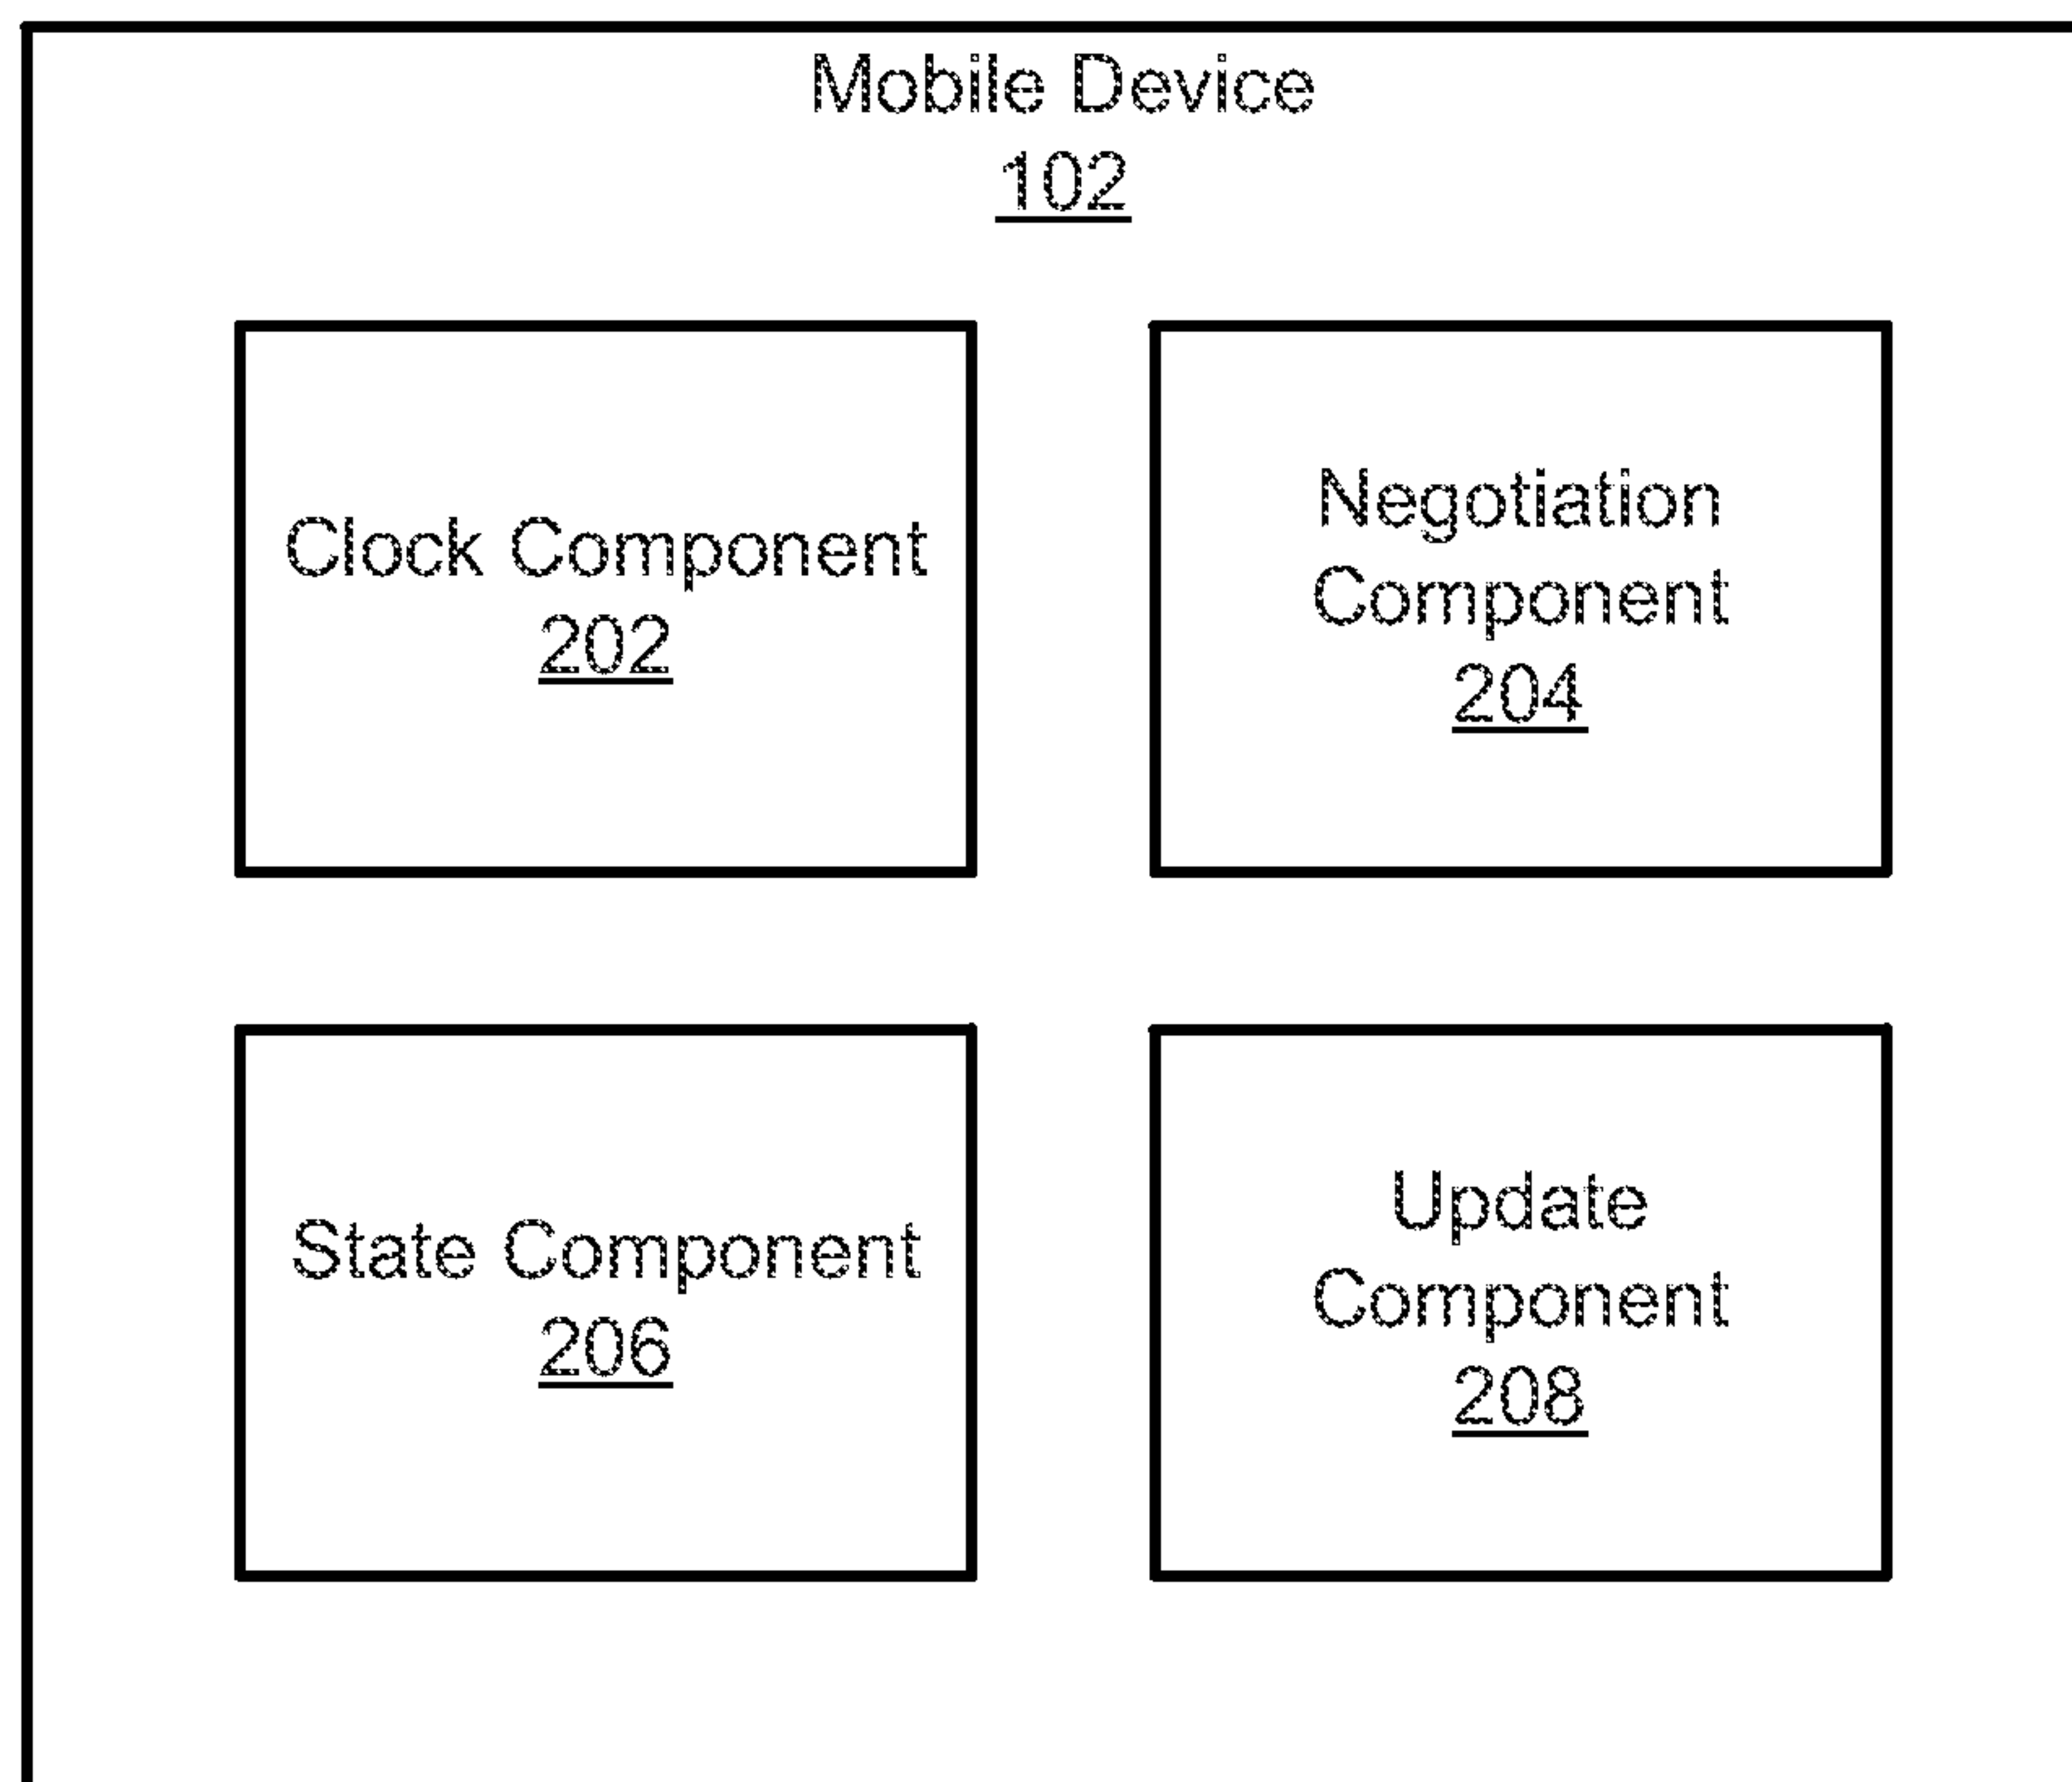 Mobile Device
102
Clock Component
202
Negotiation
Component
204
State Component
206
Update
Component
208